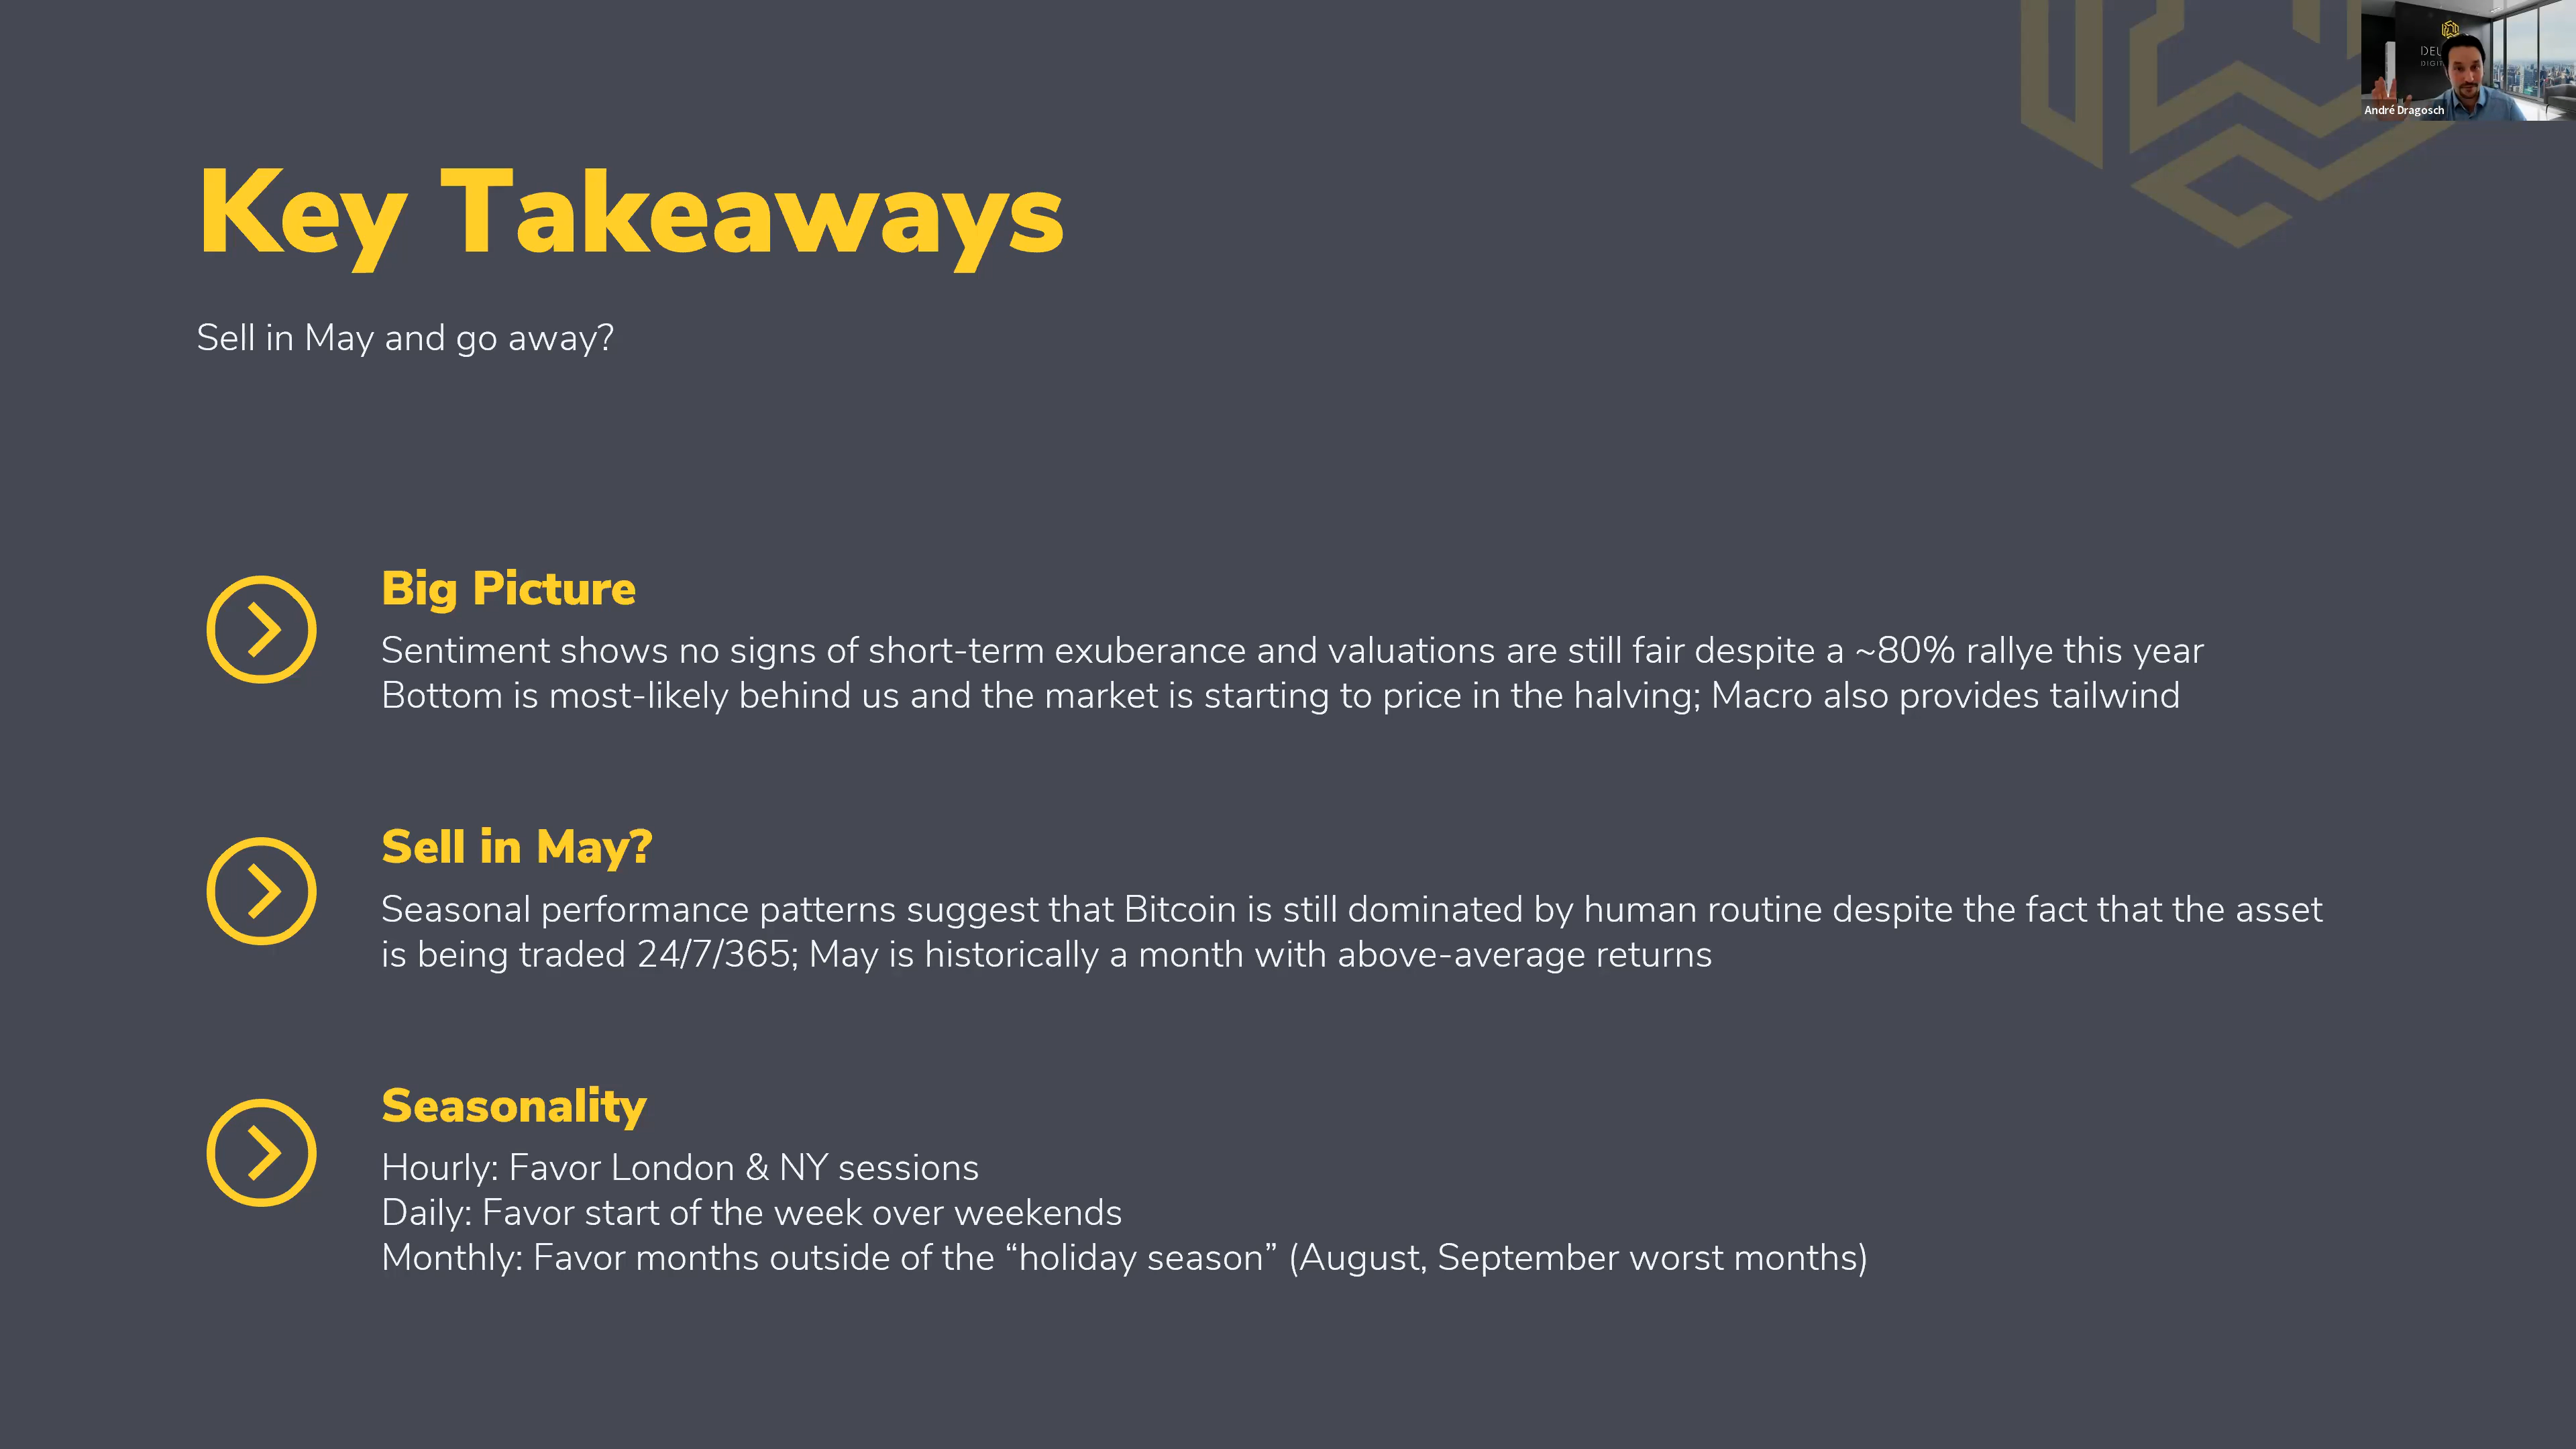 DEU
DIGIT
André Dragosch
Key Takeaways
Sell in May and go away?
Big Picture
Sentiment shows no signs of short-term exuberance and valuations are still fair despite a ~80% rallye this year
Bottom is most-likely behind us and the market is starting to price in the halving; Macro also provides tailwind
Sell in May?
Seasonal performance patterns suggest that Bitcoin is still dominated by human routine despite the fact that the asset
is being traded 24/7/365; May is historically a month with above-average returns
Seasonality
Hourly: Favor London & NY sessions
Daily: Favor start of the week over weekends
Monthly: Favor months outside of the “holiday season” (August, September worst months)